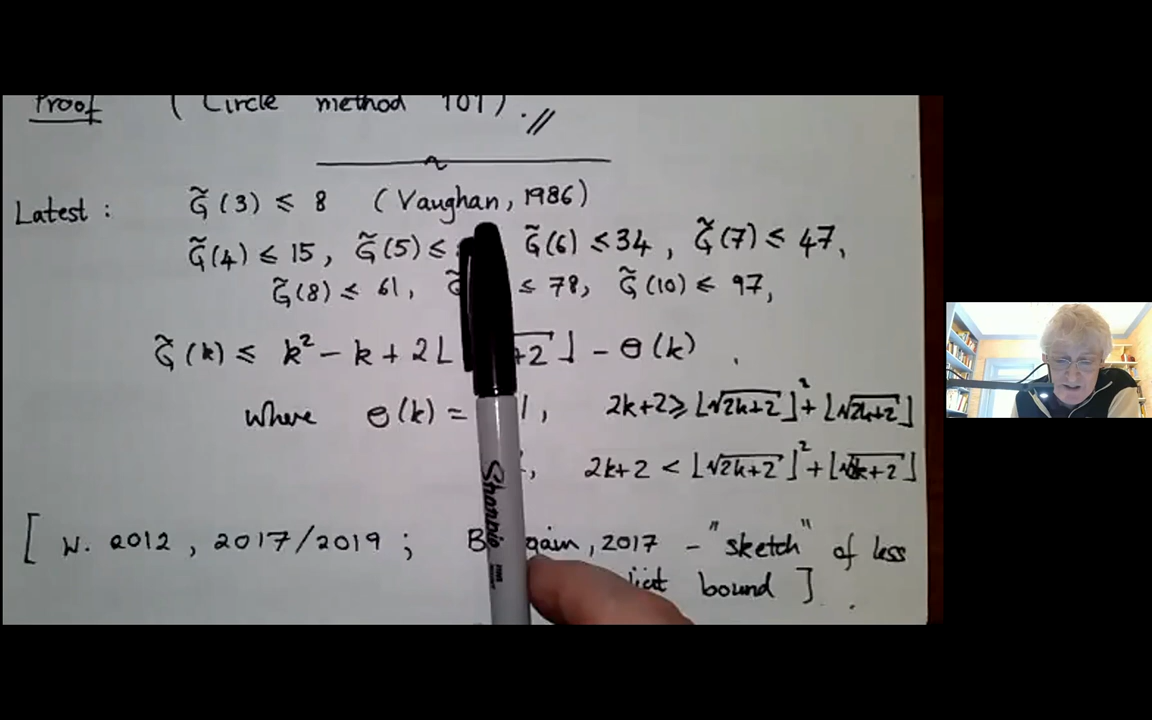 Proof (Circle method 101). //
Latest : G̃(3) ≤ 8 (Vaughan, 1986)
G̃(4) ≤ 15, G̃(5) ≤ G̃(6) ≤ 34, G̃(7) ≤ 47,
G̃(8) ≤ 61, ≤ 78, G̃(10) ≤ 97,
G̃(k) ≤ k² - k + 2⌊ +2⌋ - θ(k) .
where θ(k) = 2k+2 ≥ ⌊√2k+2⌋² + ⌊√2k+2⌋
2k+2 < ⌊√2k+2⌋² + ⌊√2k+2⌋
[ W. 2012, 2017/2019 ; 2017 - "sketch" of less
bound ] .
Sharpie